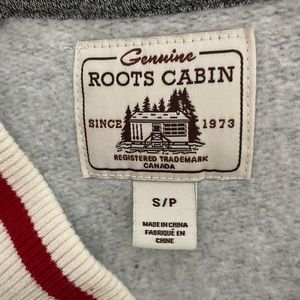 Genuine
ROOTS CABIN
SINCE 1973
REGISTERED TRADEMARK
CANADA
S/P
MADE IN CHINA
FABRIQUÉ EN
CHINE